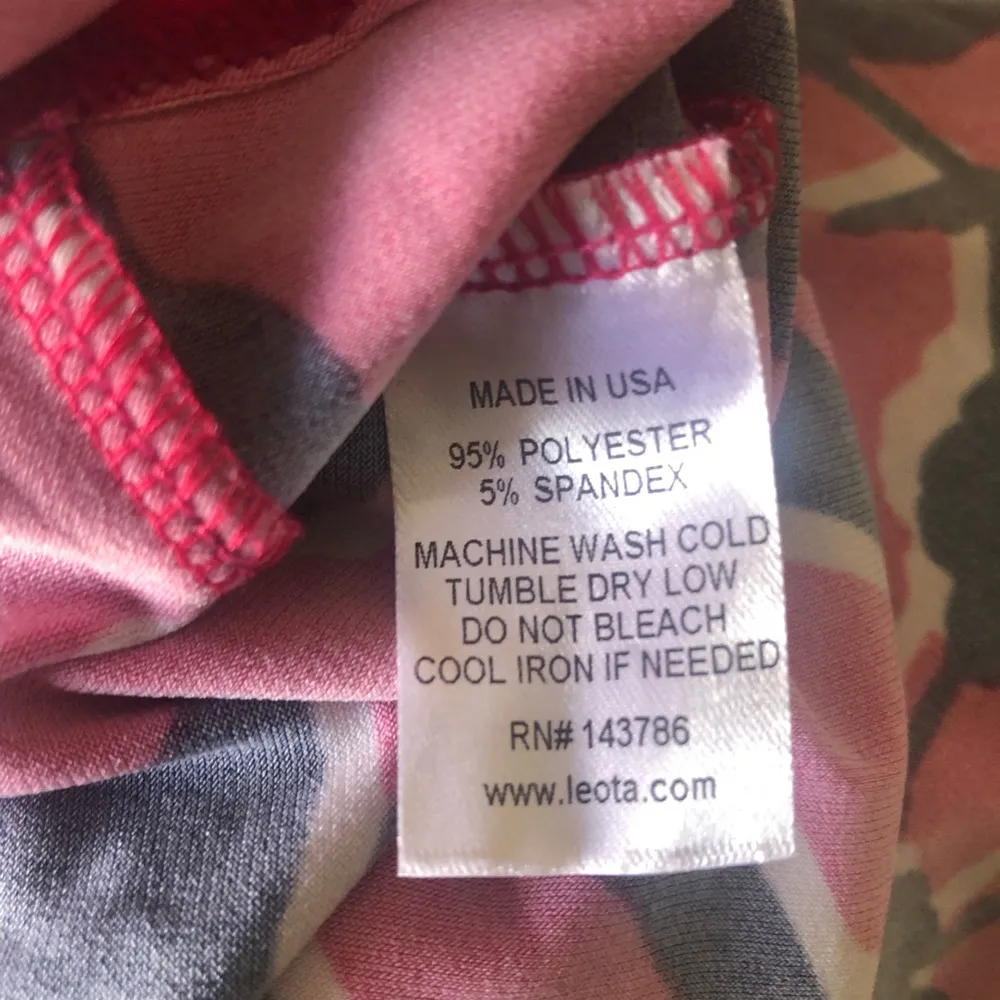 MADE IN USA
95% POLYESTER
5% SPANDEX
MACHINE WASH COLD
TUMBLE DRY LOW
DO NOT BLEACH
COOL IRON IF NEEDED
RN# 143786
www.leota.com